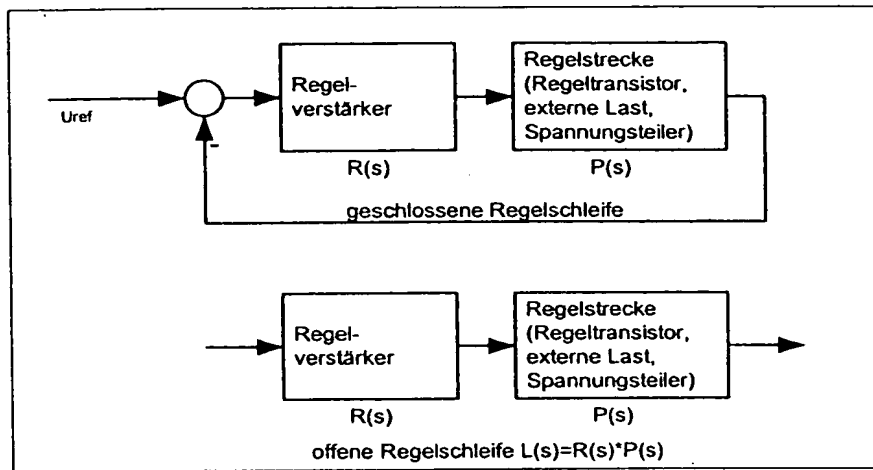 Regel-
verstärker
Regelstrecke
(Regeltransistor,
externe Last,
Spannungsteiler)
Uref
-
R(s)
P(s)
geschlossene Regelschleife
Regel-
verstärker
Regelstrecke
(Regeltransistor,
externe Last,
Spannungsteiler)
R(s)
P(s)
offene Regelschleife L(s)=R(s)*P(s)